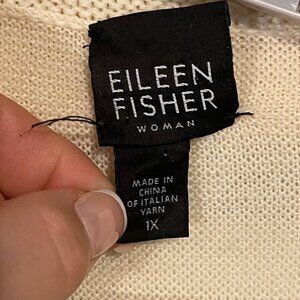 EILEEN
FISHER
WOMAN
MADE IN
CHINA
OF ITALIAN
YARN
1X